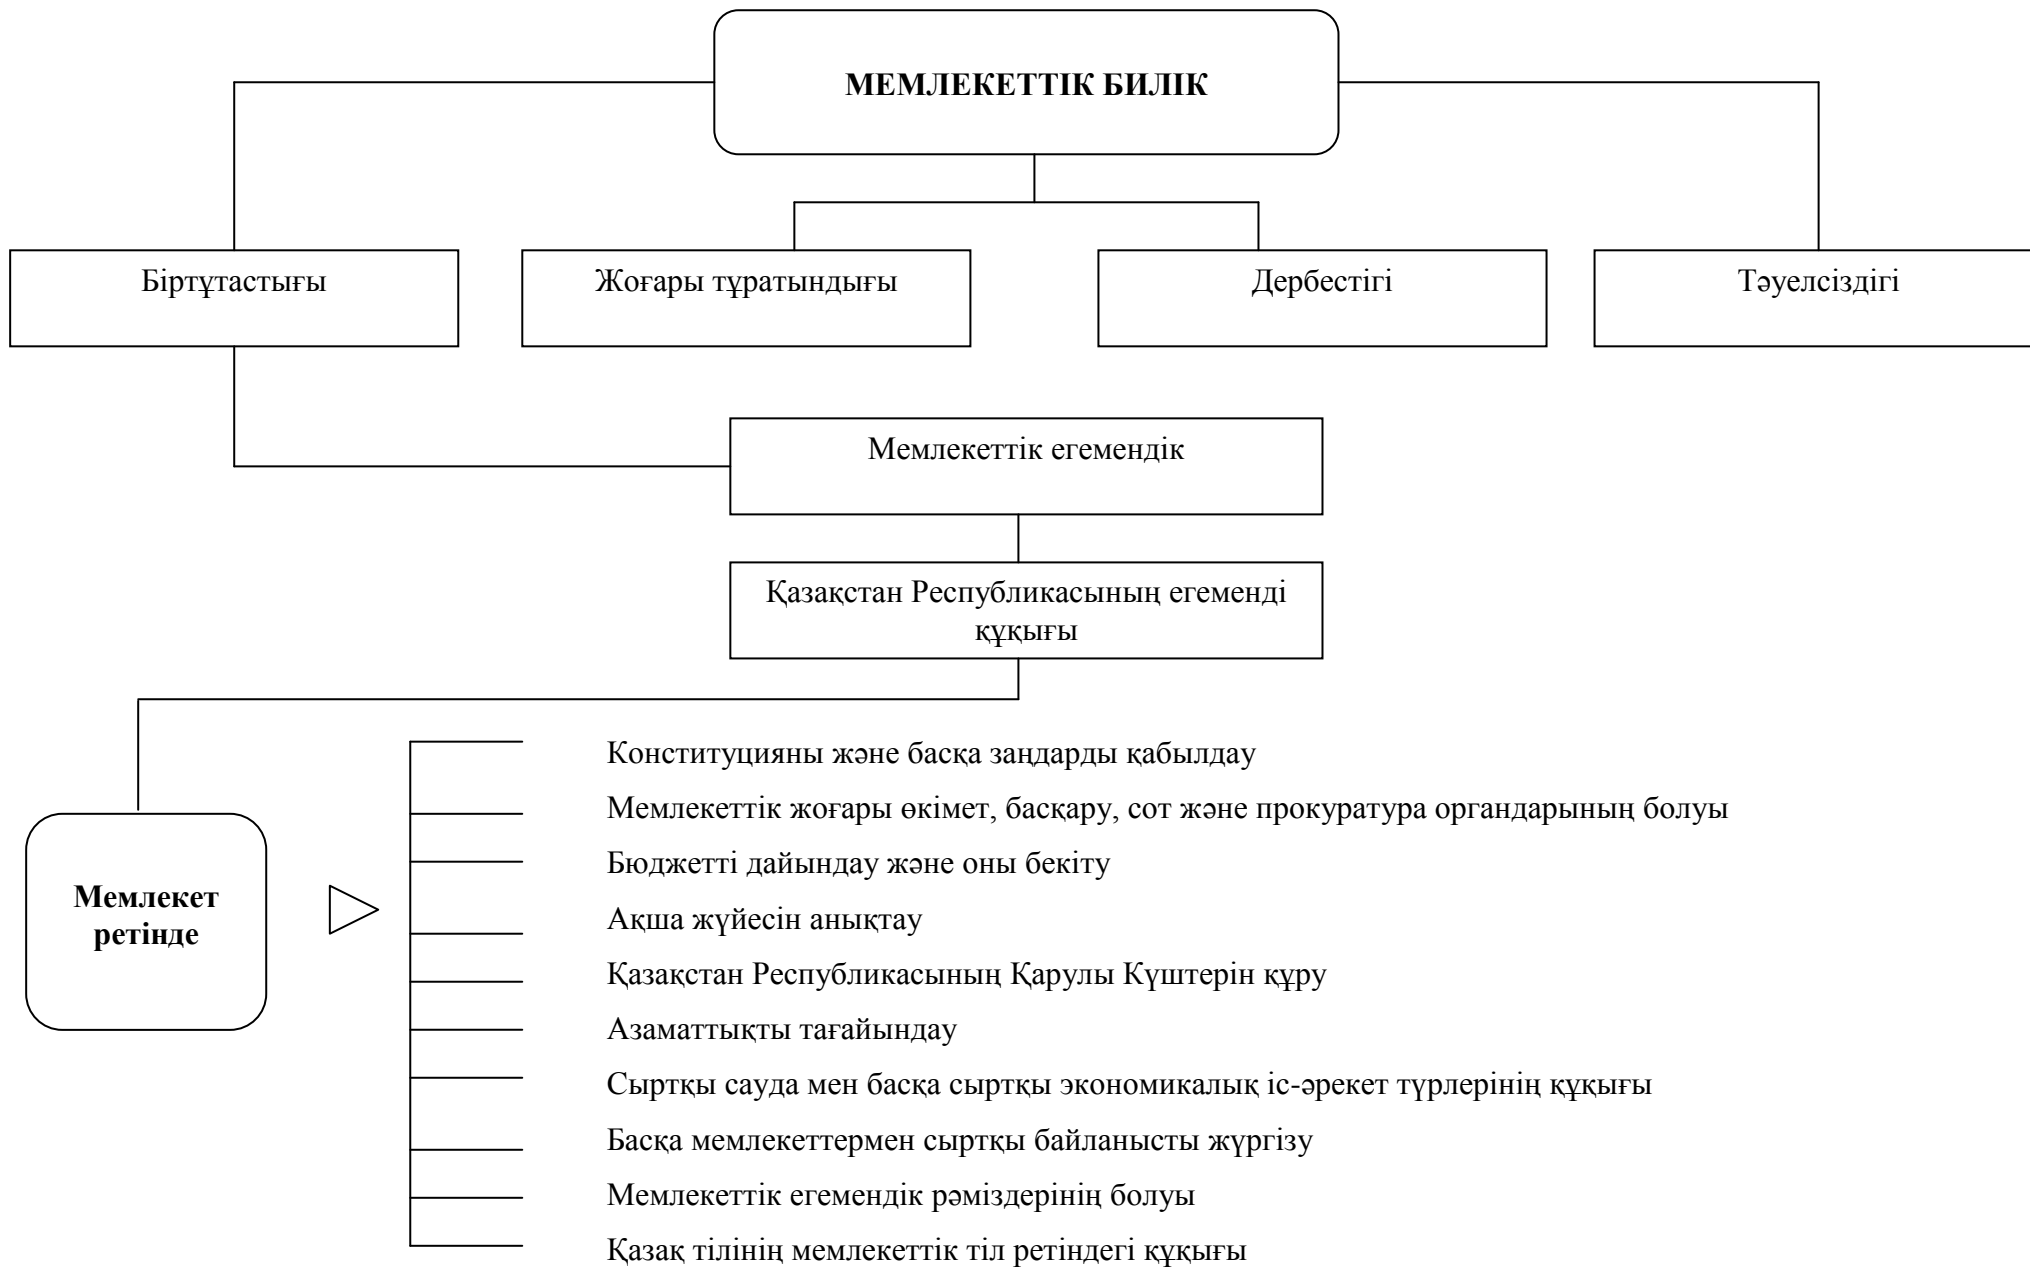 МЕМЛЕКЕТТІК БИЛІК
Біртұтастығы
Жоғары тұратындығы
Дербестігі
Тәуелсіздігі
Мемлекеттік егемендік
Қазақстан Республикасының егеменді
құқығы
Мемлекет
ретінде
Конституцияны және басқа заңдарды қабылдау
Мемлекеттік жоғары өкімет, басқару, сот және прокуратура органдарының болуы
Бюджетті дайындау және оны бекіту
Ақша жүйесін анықтау
Қазақстан Республикасының Қарулы Күштерін құру
Азаматтықты тағайындау
Сыртқы сауда мен басқа сыртқы экономикалық іс-әрекет түрлерінің құқығы
Басқа мемлекеттермен сыртқы байланысты жүргізу
Мемлекеттік егемендік рәміздерінің болуы
Қазақ тілінің мемлекеттік тіл ретіндегі құқығы